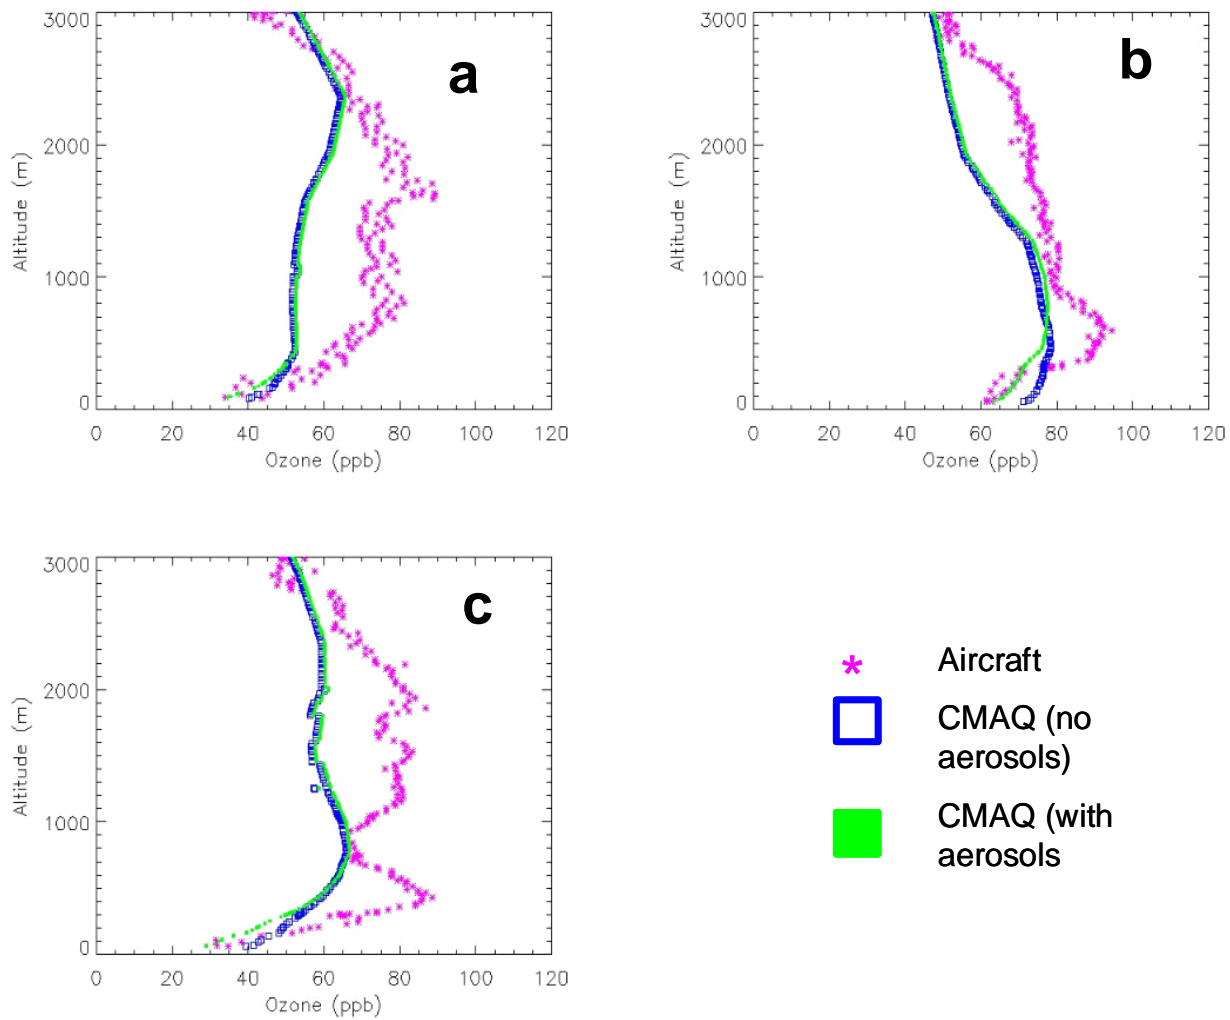 3000
2000
1000
0
Altitude (m)
a
0 20 40 60 80 100 120
Ozone (ppb)
3000
2000
1000
0
Altitude (m)
b
0 20 40 60 80 100 120
Ozone (ppb)
3000
2000
1000
0
Altitude (m)
c
0 20 40 60 80 100 120
Ozone (ppb)
* Aircraft
CMAQ (no
aerosols)
CMAQ (with
aerosols